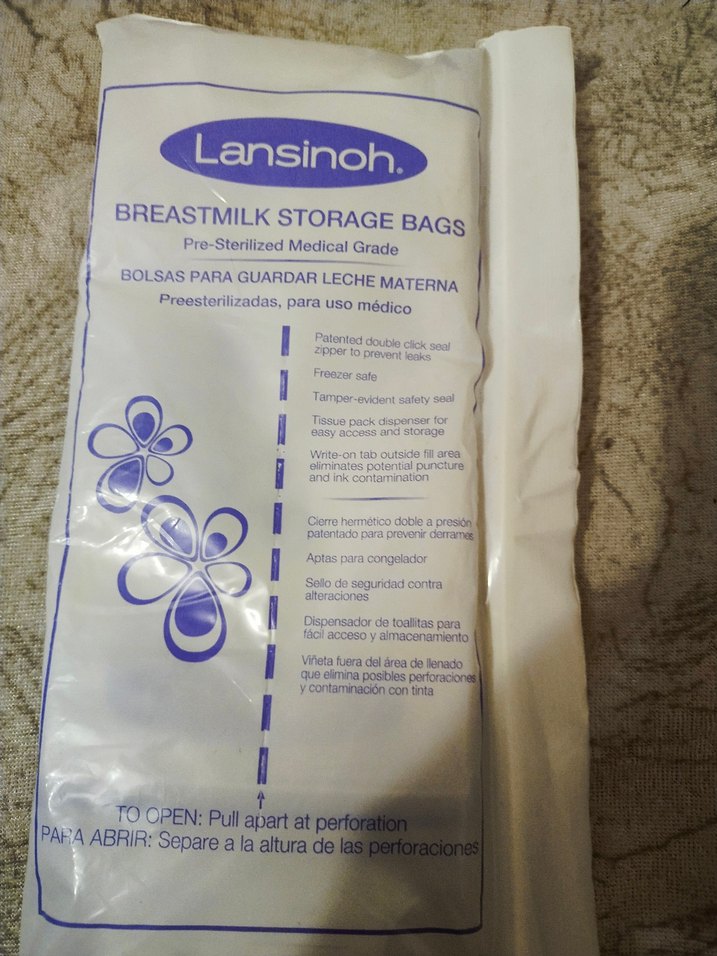 Lansinoh®
BREASTMILK STORAGE BAGS
Pre-Sterilized Medical Grade
BOLSAS PARA GUARDAR LECHE MATERNA
Preesterilizadas, para uso médico
Patented double click seal
zipper to prevent leaks
Freezer safe
Tamper-evident safety seal
Tissue pack dispenser for
easy access and storage
Write-on tab outside fill area
eliminates potential puncture
and ink contamination
Cierre hermético doble a presión
patentado para prevenir derrames
Aptas para congelador
Sello de seguridad contra
alteraciones
Dispensador de toallitas para
fácil acceso y almacenamiento
Viñeta fuera del área de llenado
que elimina posibles perforaciones
y contaminación con tinta
TO OPEN: Pull apart at perforation
PARA ABRIR: Separe a la altura de las perforaciones